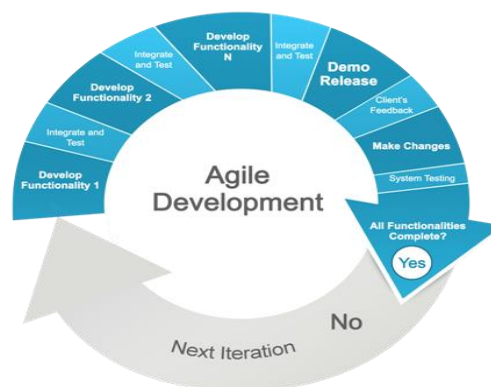 Develop
Functionality 1
Integrate and
Test
Develop
Functionality 2
Integrate
and Test
Develop
Functionality
N
Integrate
and Test
Demo
Release
Client's
Feedback
Make Changes
System Testing
All Functionalities
Complete?
Yes
No
Next Iteration
Agile
Development